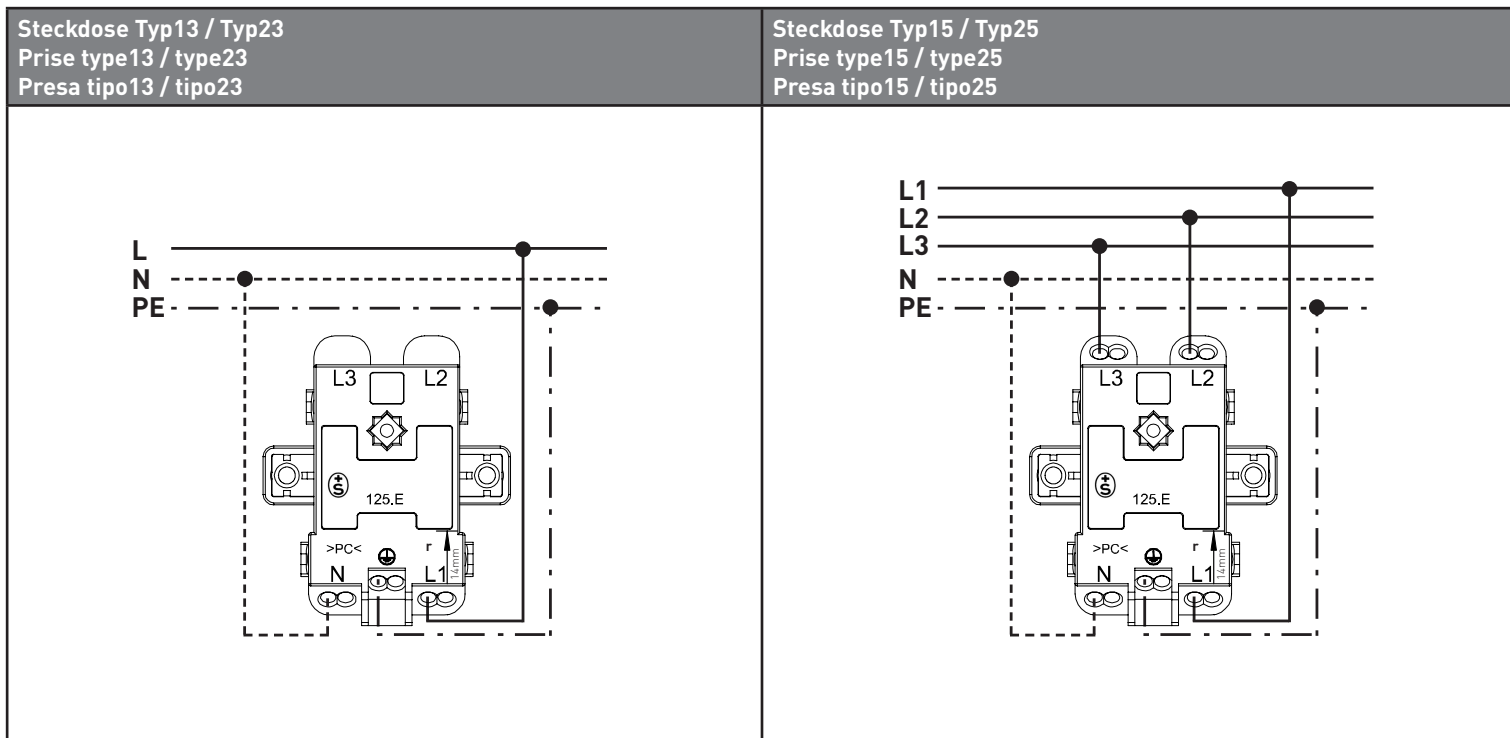 Steckdose Typ13 / Typ23
Prise type13 / type23
Presa tipo13 / tipo23
L
N
PE
L3 L2
+S
125.E
>PC< r
14mm
N L1
Steckdose Typ15 / Typ25
Prise type15 / type25
Presa tipo15 / tipo25
L1
L2
L3
N
PE
L3 L2
+S
125.E
>PC< r
14mm
N L1